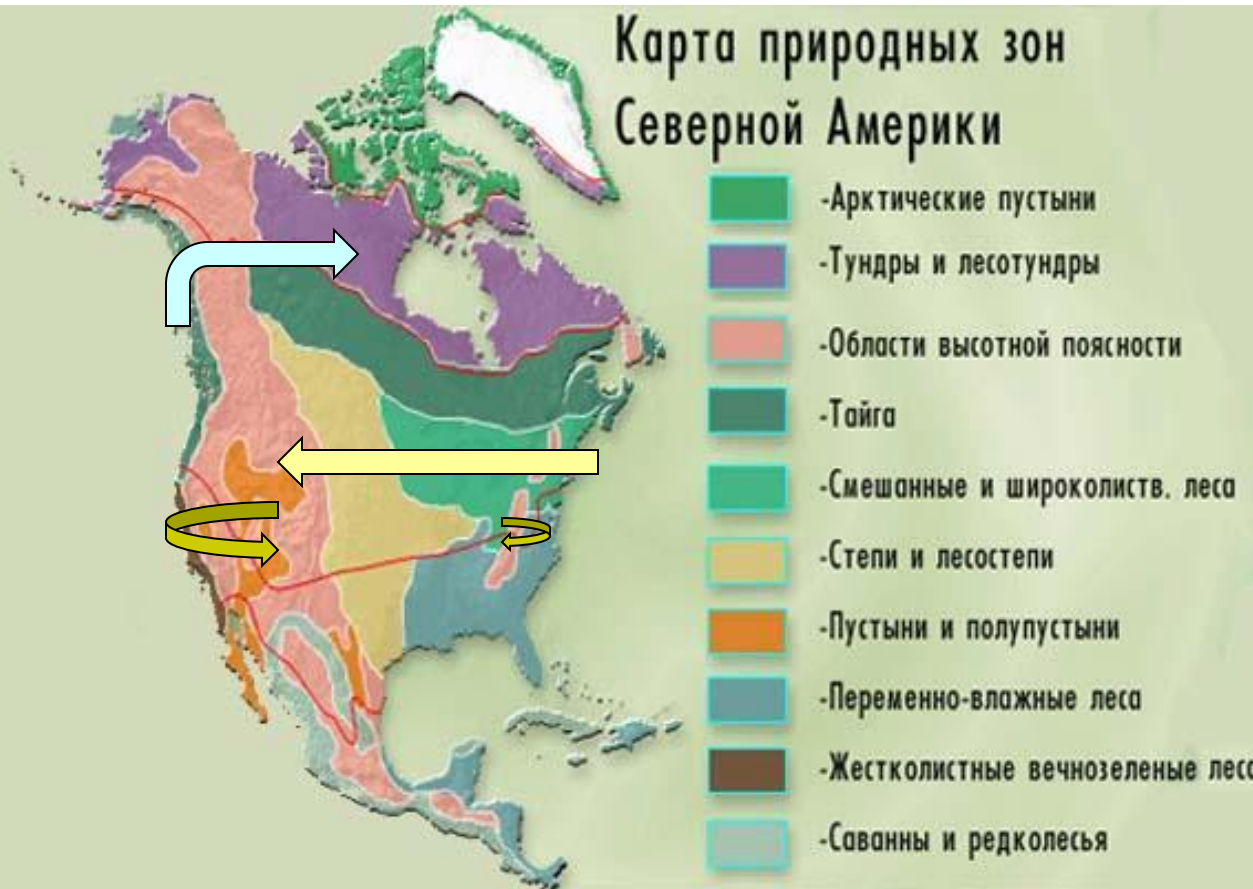 Карта природных зон
Северной Америки
-Арктические пустыни
-Тундры и лесотундры
-Области высотной поясности
-Тайга
-Смешанные и широколиств. леса
-Степи и лесостепи
-Пустыни и полупустыни
-Переменно-влажные леса
-Жестколистные вечнозеленые леса
-Саванны и редколесья